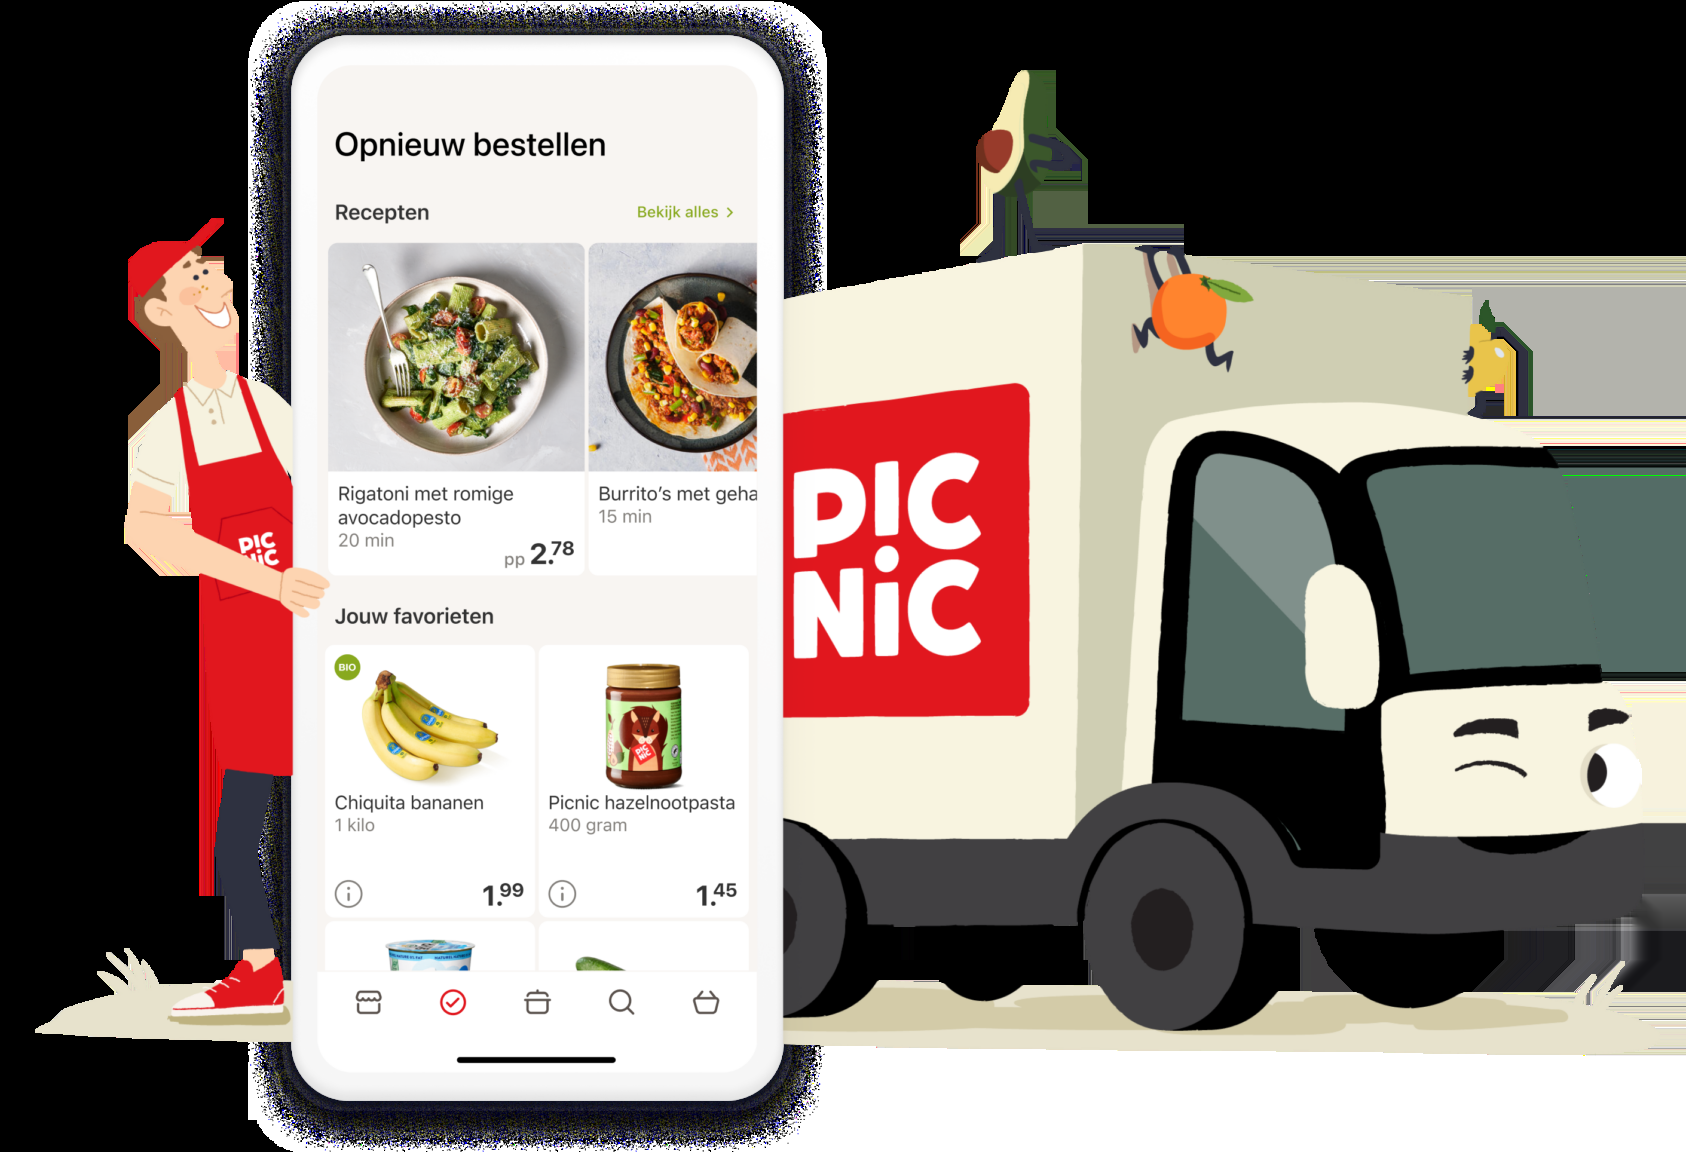 Opnieuw bestellen
Recepten
Bekijk alles
Rigatoni met romige
avocadopesto
20 min
pp 2.78
Burrito's met geha
15 min
Jouw favorieten
BIO
Chiquita bananen
1 kilo
1.99
PIC
NiC
Picnic hazelnootpasta
400 gram
1.45
PIC
NiC
PIC
NiC